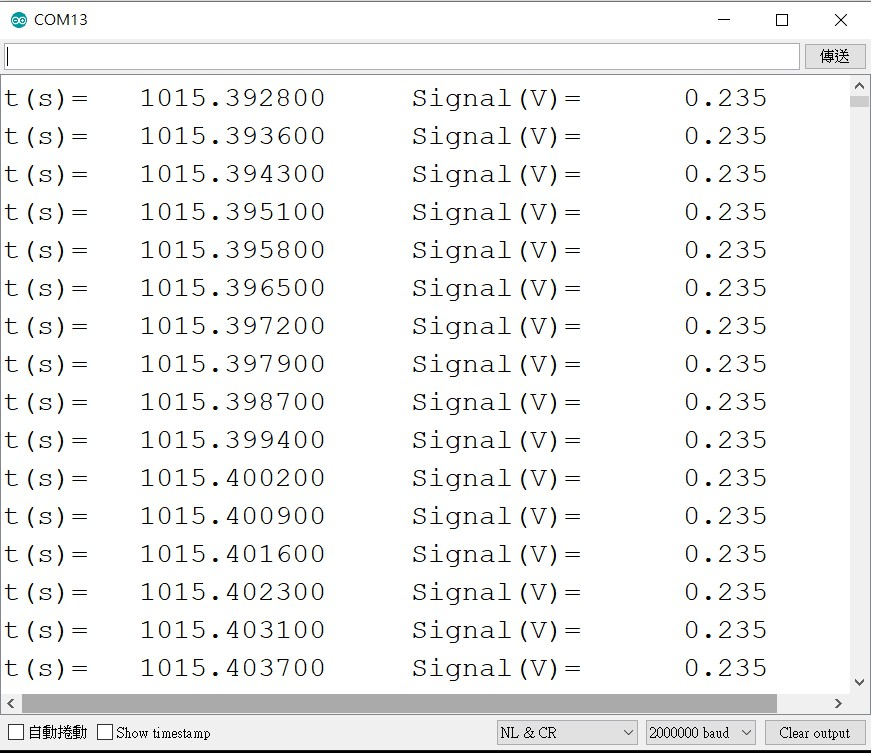 COM13
傳送
t(s)= 1015.392800 Signal(V)= 0.235
t(s)= 1015.393600 Signal(V)= 0.235
t(s)= 1015.394300 Signal(V)= 0.235
t(s)= 1015.395100 Signal(V)= 0.235
t(s)= 1015.395800 Signal(V)= 0.235
t(s)= 1015.396500 Signal(V)= 0.235
t(s)= 1015.397200 Signal(V)= 0.235
t(s)= 1015.397900 Signal(V)= 0.235
t(s)= 1015.398700 Signal(V)= 0.235
t(s)= 1015.399400 Signal(V)= 0.235
t(s)= 1015.400200 Signal(V)= 0.235
t(s)= 1015.400900 Signal(V)= 0.235
t(s)= 1015.401600 Signal(V)= 0.235
t(s)= 1015.402300 Signal(V)= 0.235
t(s)= 1015.403100 Signal(V)= 0.235
t(s)= 1015.403700 Signal(V)= 0.235
自動捲動 Show timestamp NL & CR 2000000 baud Clear output